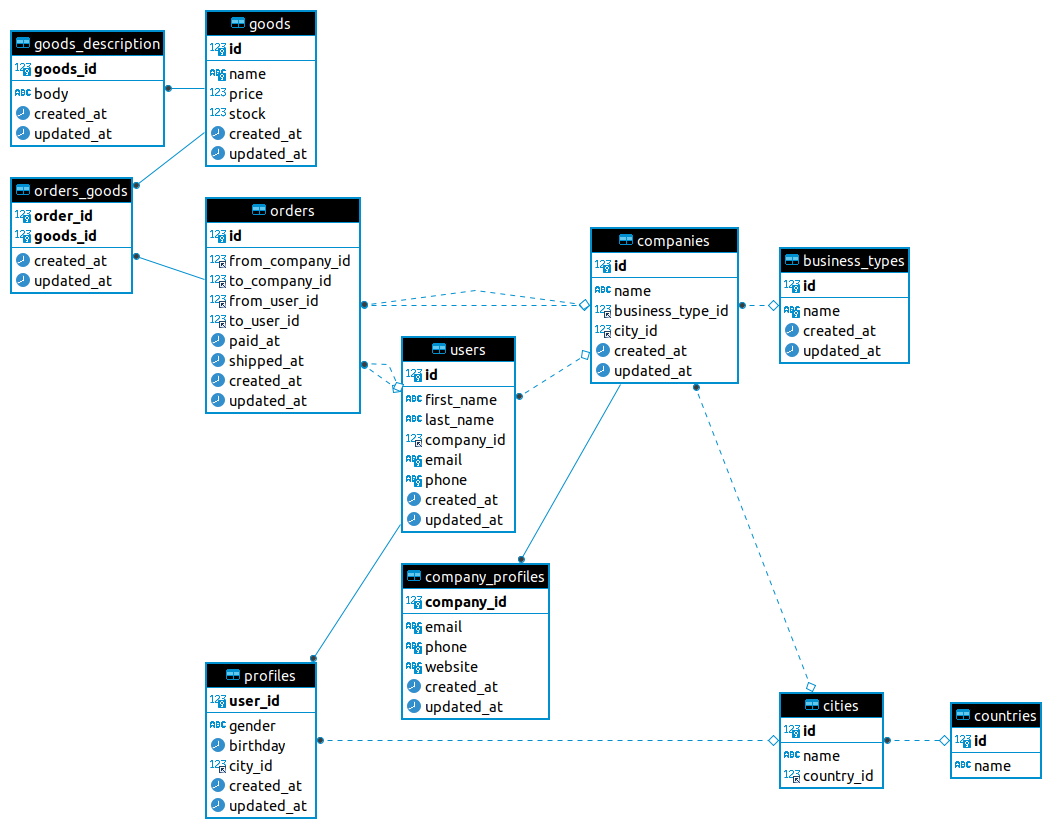 goods_description
goods_id
body
created_at
updated_at
goods
id
name
price
stock
created_at
updated_at
orders_goods
order_id
goods_id
created_at
updated_at
orders
id
from_company_id
to_company_id
from_user_id
to_user_id
paid_at
shipped_at
created_at
updated_at
users
id
first_name
last_name
company_id
email
phone
created_at
updated_at
companies
id
name
business_type_id
city_id
created_at
updated_at
business_types
id
name
created_at
updated_at
company_profiles
company_id
email
phone
website
created_at
updated_at
profiles
user_id
gender
birthday
city_id
created_at
updated_at
cities
id
name
country_id
countries
id
name